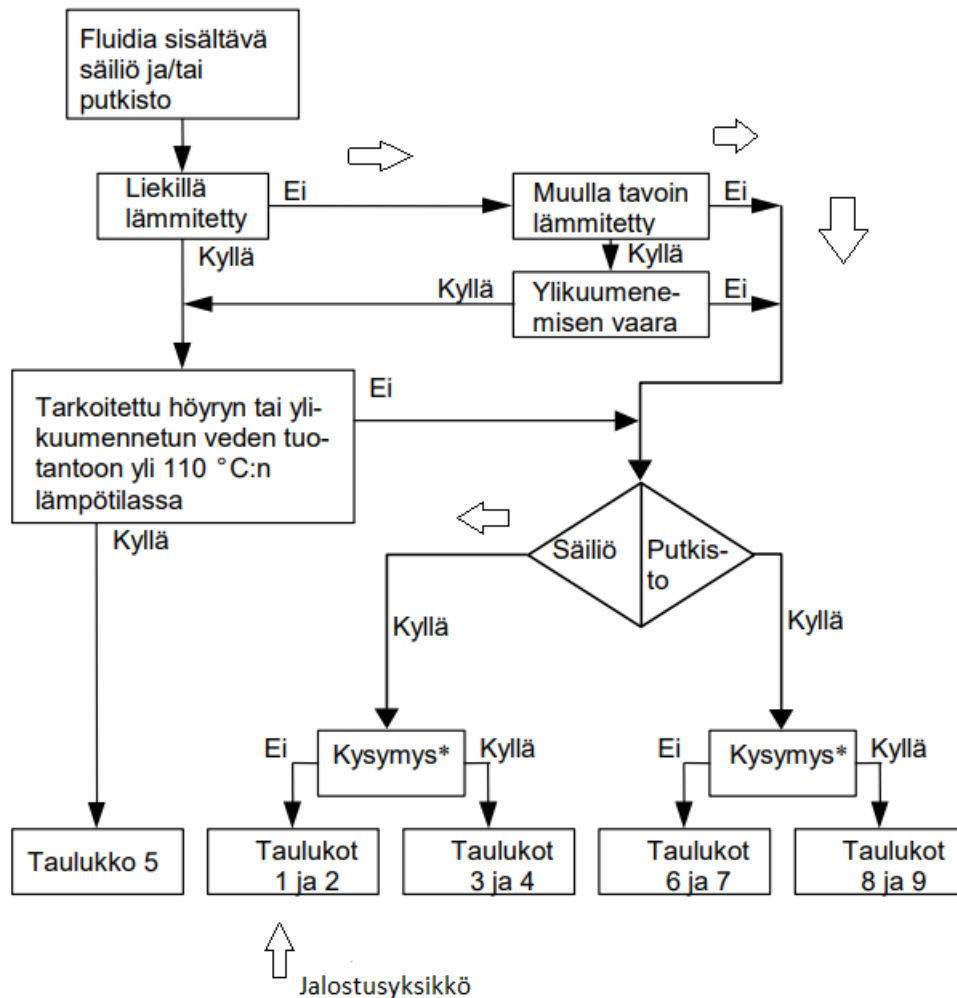 Fluidia sisältävä
säiliö ja/tai
putkisto
Liekillä
lämmitetty
Ei
Muulla tavoin
lämmitetty
Ei
Kyllä
Kyllä
Kyllä
Ylikuumene-
misen vaara
Ei
Tarkoitettu höyryn tai yli-
kuumennetun veden tuo-
tantoon yli 110 °C:n
lämpötilassa
Ei
Kyllä
Säiliö
Putkis-
to
Kyllä
Kyllä
Ei
Kysymys*
Kyllä
Ei
Kysymys*
Kyllä
Taulukko 5
Taulukot
1 ja 2
Taulukot
3 ja 4
Taulukot
6 ja 7
Taulukot
8 ja 9
Jalostusyksikkö